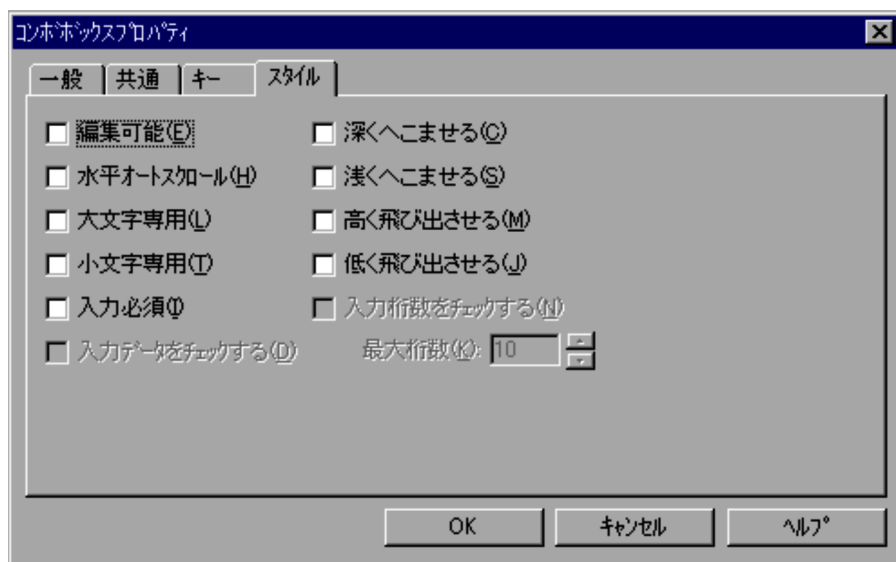 コンボボックスプロパティ
一般 共通 キー スタイル
編集可能(E) 深くへこませる(C)
水平オートスクロール(H) 浅くへこませる(S)
大文字専用(L) 高く飛び出させる(M)
小文字専用(T) 低く飛び出させる(J)
入力必須(I) 入力桁数をチェックする(N)
入力データをチェックする(D) 最大桁数(K): 10
OK キャンセル ヘルプ